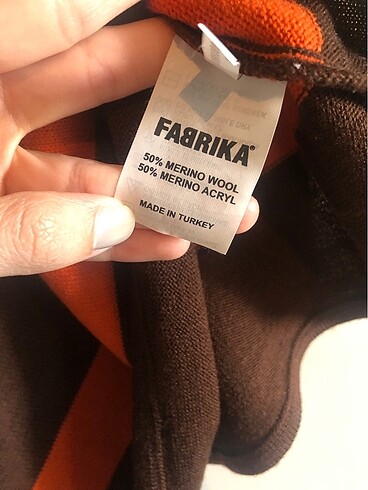 FABRIKA®
50% MERINO WOOL
50% MERINO ACRYL
MADE IN TURKEY